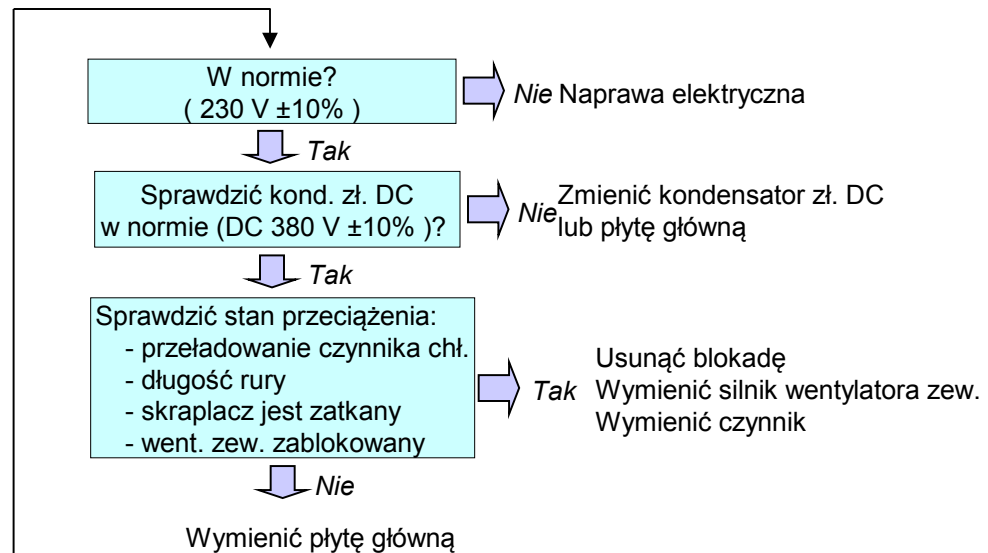 W normie?
( 230 V ±10% )
Nie Naprawa elektryczna
Tak
Sprawdzić kond. zł. DC
w normie (DC 380 V ±10% )?
Nie
Zmienić kondensator zł. DC
lub płytę główną
Tak
Sprawdzić stan przeciążenia:
- przeładowanie czynnika chł.
- długość rury
- skraplacz jest zatkany
- went. zew. zablokowany
Tak
Usunąć blokadę
Wymienić silnik wentylatora zew.
Wymienić czynnik
Nie
Wymienić płytę główną